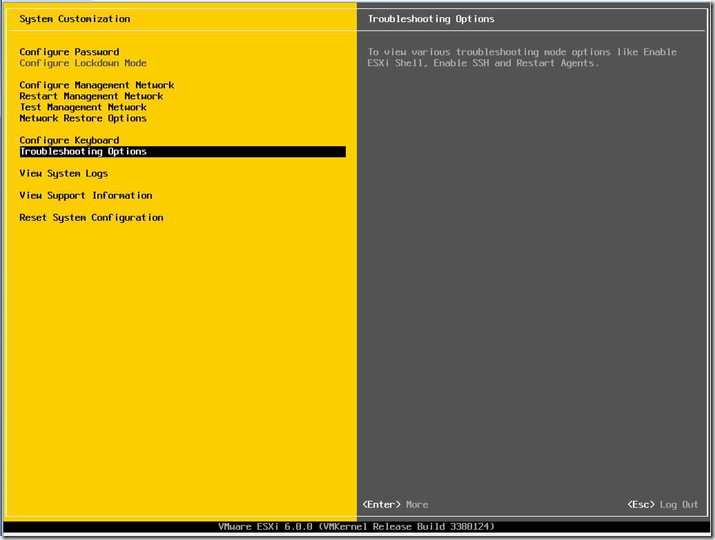 System Customization
Configure Password
Configure Lockdown Mode
Configure Management Network
Restart Management Network
Test Management Network
Network Restore Options
Configure Keyboard
Troubleshooting Options
View System Logs
View Support Information
Reset System Configuration
Troubleshooting Options
To view various troubleshooting mode options like Enable
ESXi Shell, Enable SSH and Restart Agents.
<Enter> More
<Esc> Log Out
VMware ESXi 6.0.0 (VMKernel Release Build 3380124)